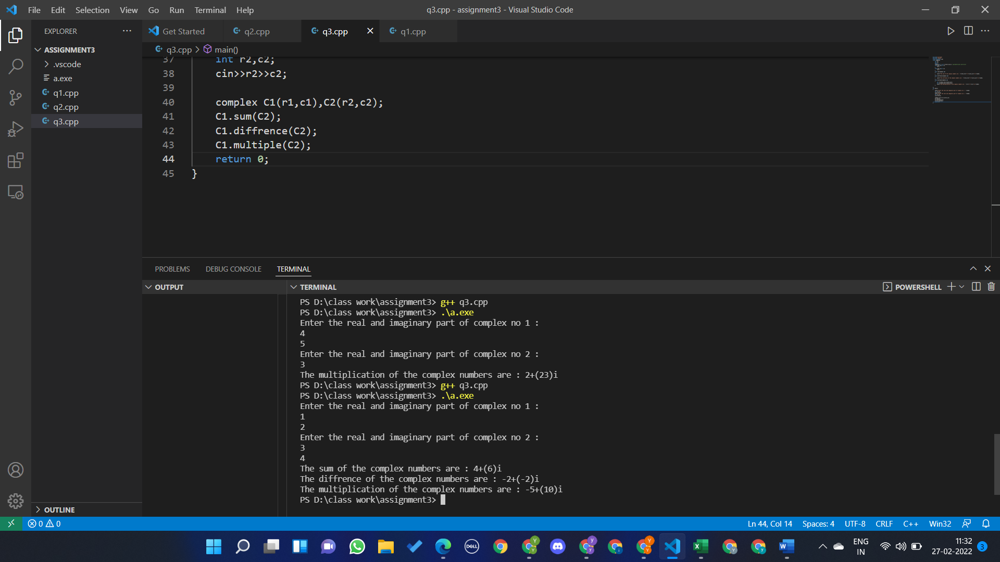 File Edit Selection View Go Run Terminal Help
q3.cpp - assignment3 - Visual Studio Code
EXPLORER
Get Started
q2.cpp
q3.cpp
q1.cpp
ASSIGNMENT3
.vscode
a.exe
q1.cpp
q2.cpp
q3.cpp
OUTLINE
q3.cpp > main()
37 int r2,c2;
38 cin>>r2>>c2;
39
40 complex C1(r1,c1),C2(r2,c2);
41 C1.sum(C2);
42 C1.diffrence(C2);
43 C1.multiple(C2);
44 return 0;
45 }
PROBLEMS DEBUG CONSOLE TERMINAL
OUTPUT
TERMINAL
POWERSHELL
PS D:\class work\assignment3> g++ q3.cpp
PS D:\class work\assignment3> .\a.exe
Enter the real and imaginary part of complex no 1 :
4
5
Enter the real and imaginary part of complex no 2 :
3
The multiplication of the complex numbers are : 2+(23)i
PS D:\class work\assignment3> g++ q3.cpp
PS D:\class work\assignment3> .\a.exe
Enter the real and imaginary part of complex no 1 :
1
2
Enter the real and imaginary part of complex no 2 :
3
4
The sum of the complex numbers are : 4+(6)i
The diffrence of the complex numbers are : -2+(-2)i
The multiplication of the complex numbers are : -5+(10)i
PS D:\class work\assignment3>
0 0
Ln 44, Col 14 Spaces: 4 UTF-8 CRLF C++ Win32
DELL
ENG
IN
11:32
27-02-2022
3